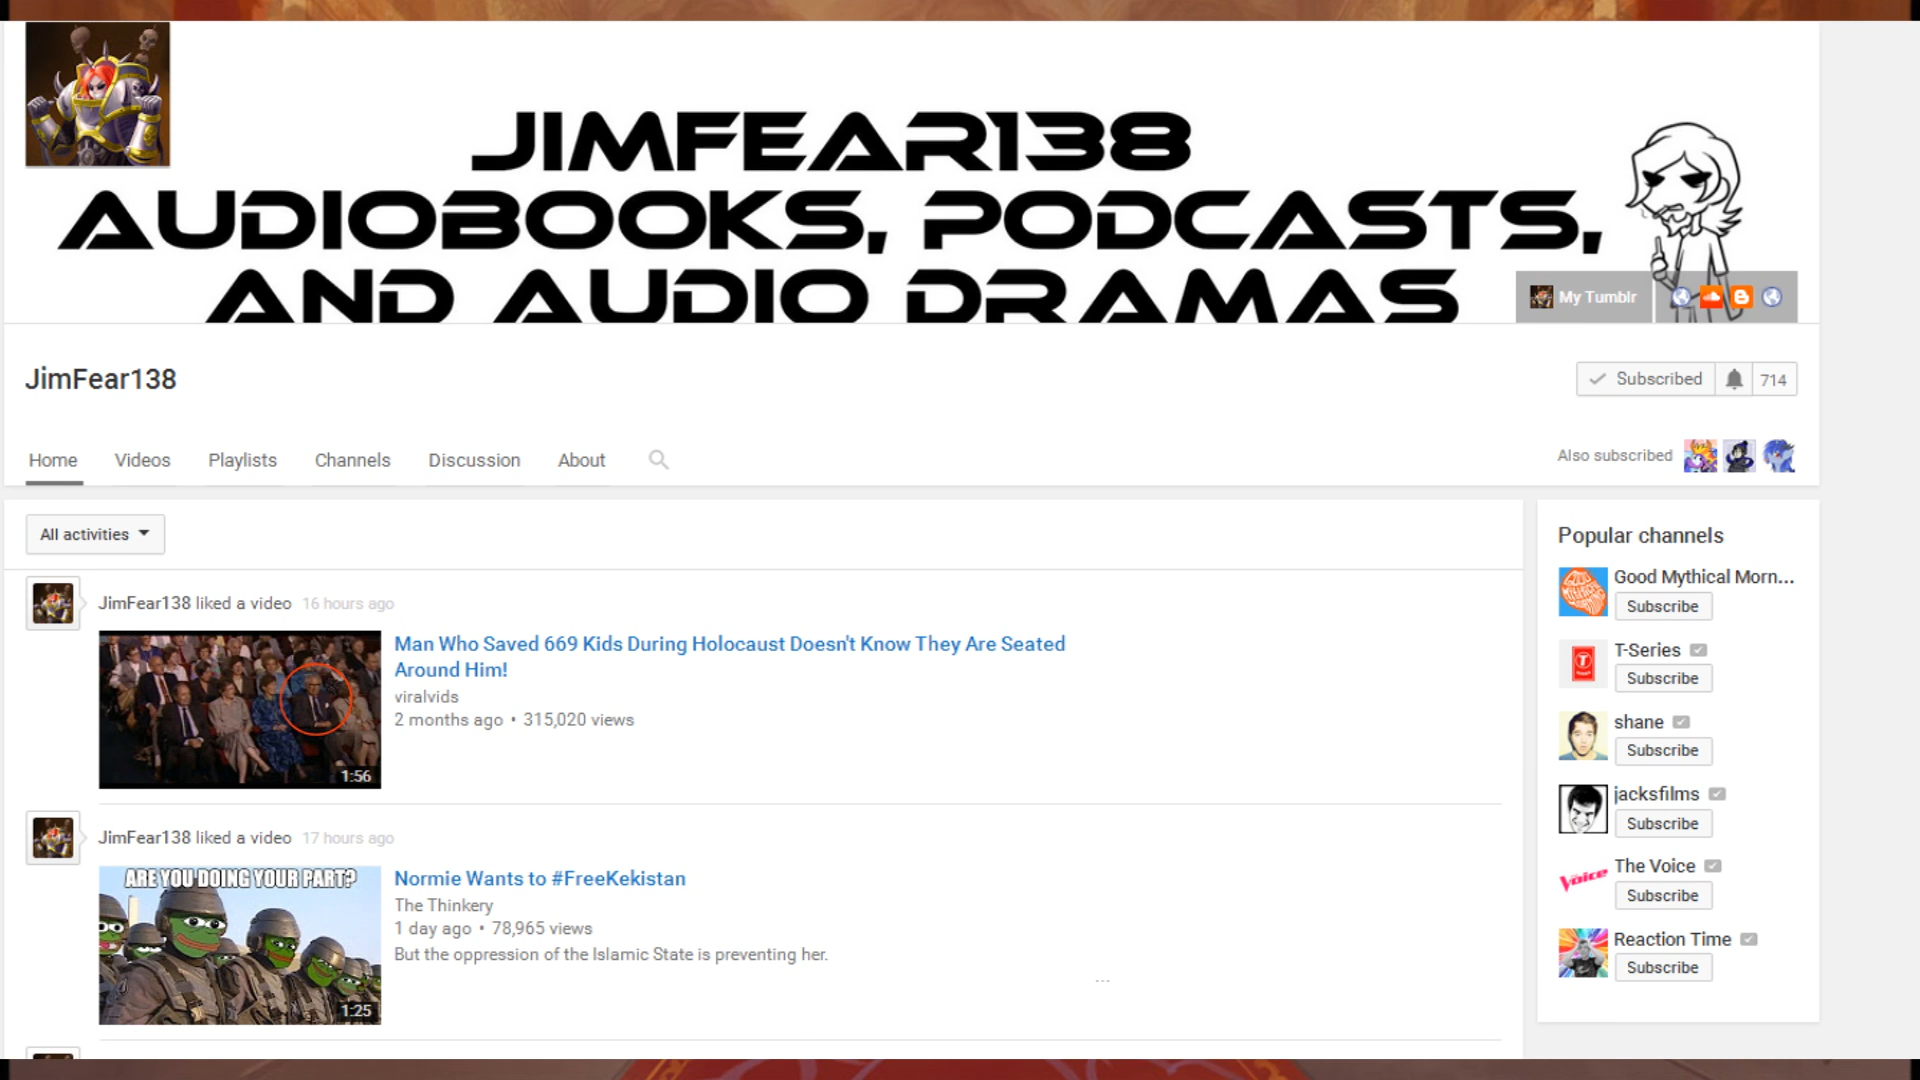 JIMFEAR138
AUDIOBOOKS, PODCASTS,
AND AUDIO DRAMAS
My Tumblr
JimFear138
Subscribed
714
Home
Videos
Playlists
Channels
Discussion
About
Also subscribed
All activities
JimFear138 liked a video 16 hours ago
Man Who Saved 669 Kids During Holocaust Doesn't Know They Are Seated
Around Him!
viralvids
2 months ago • 315,020 views
1:56
JimFear138 liked a video 17 hours ago
ARE YOU DOING YOUR PART?
Normie Wants to #FreeKekistan
The Thinkery
1 day ago • 78,965 views
But the oppression of the Islamic State is preventing her.
...
1:25
Popular channels
Good Mythical Morn...
Subscribe
T-Series
Subscribe
shane
Subscribe
jacksfilms
Subscribe
The Voice
Subscribe
Reaction Time
Subscribe